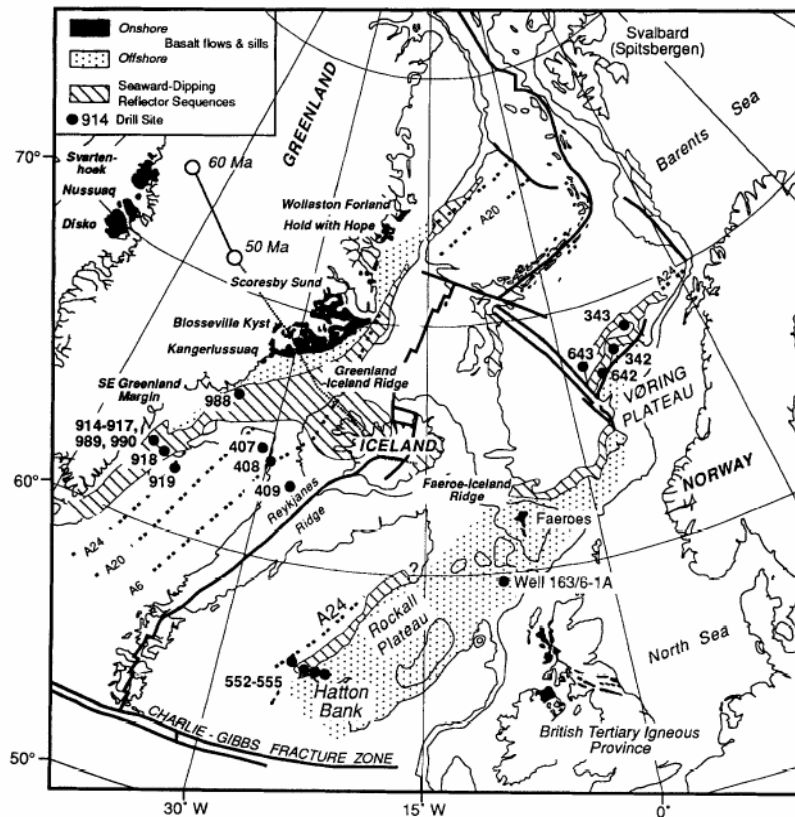 Onshore
Basalt flows & sills
Offshore
Seaward-Dipping
Reflector Sequences
914 Drill Site
Svalbard
(Spitsbergen)
Barents Sea
GREENLAND
70°
60 Ma
Svarten-
hoek
Nussuaq
Disko
50 Ma
Wollaston Forland
Hold with Hope
A20
A24
Scoresby Sund
343
Blosseville Kyst
Kangerlussuaq
643
342
642
Greenland
Iceland Ridge
VØRING
PLATEAU
SE Greenland
Margin
988
914-917,
989, 990
918
919
407
408
409
ICELAND
NORWAY
60°
Reykjanes
Ridge
Faeroe-Iceland
Ridge
Faeroes
A24
A20
A6
Well 163/6-1A
?
A24
Rockall
Plateau
North Sea
552-555
Hatton
Bank
British Tertiary Igneous
Province
CHARLIE-GIBBS FRACTURE ZONE
50°
30° W
15° W
0°